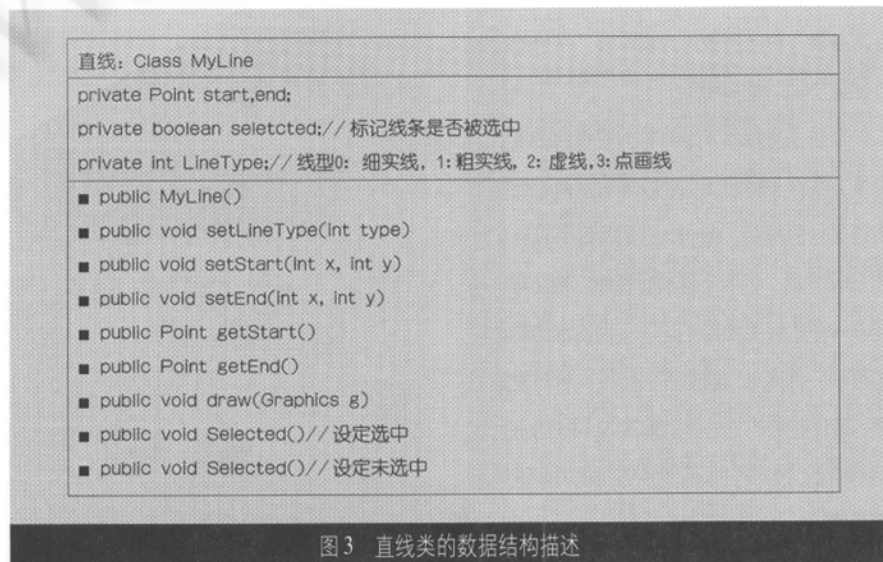 直线：Class MyLine
private Point start,end;
private boolean seletcted;// 标记线条是否被选中
private int LineType;// 线型0：细实线，1：粗实线，2：虚线,3：点画线
■ public MyLine()
■ public void setLineType(int type)
■ public void setStart(int x, int y)
■ public void setEnd(int x, int y)
■ public Point getStart()
■ public Point getEnd()
■ public void draw(Graphics g)
■ public void Selected()// 设定选中
■ public void Selected()// 设定未选中
图3 直线类的数据结构描述